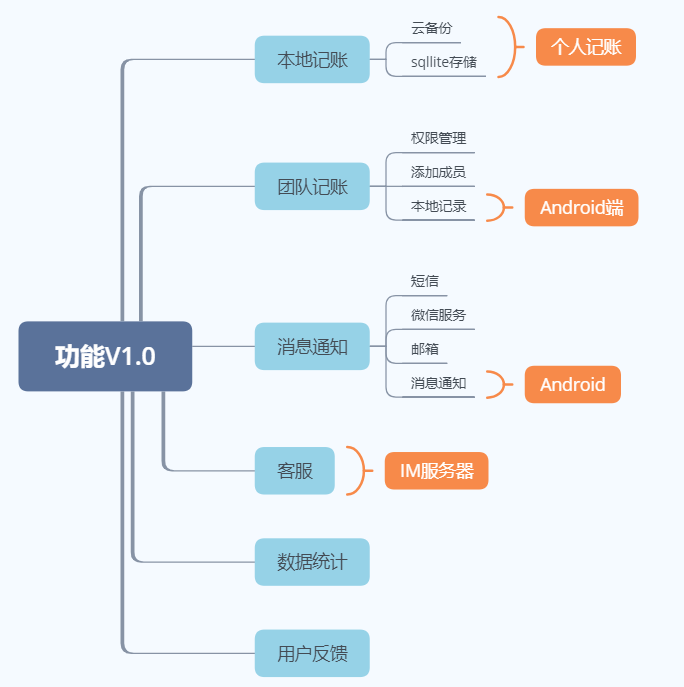 功能V1.0
本地记账
云备份
sqllite存储
个人记账
团队记账
权限管理
添加成员
本地记录
Android端
消息通知
短信
微信服务
邮箱
消息通知
Android
客服
IM服务器
数据统计
用户反馈